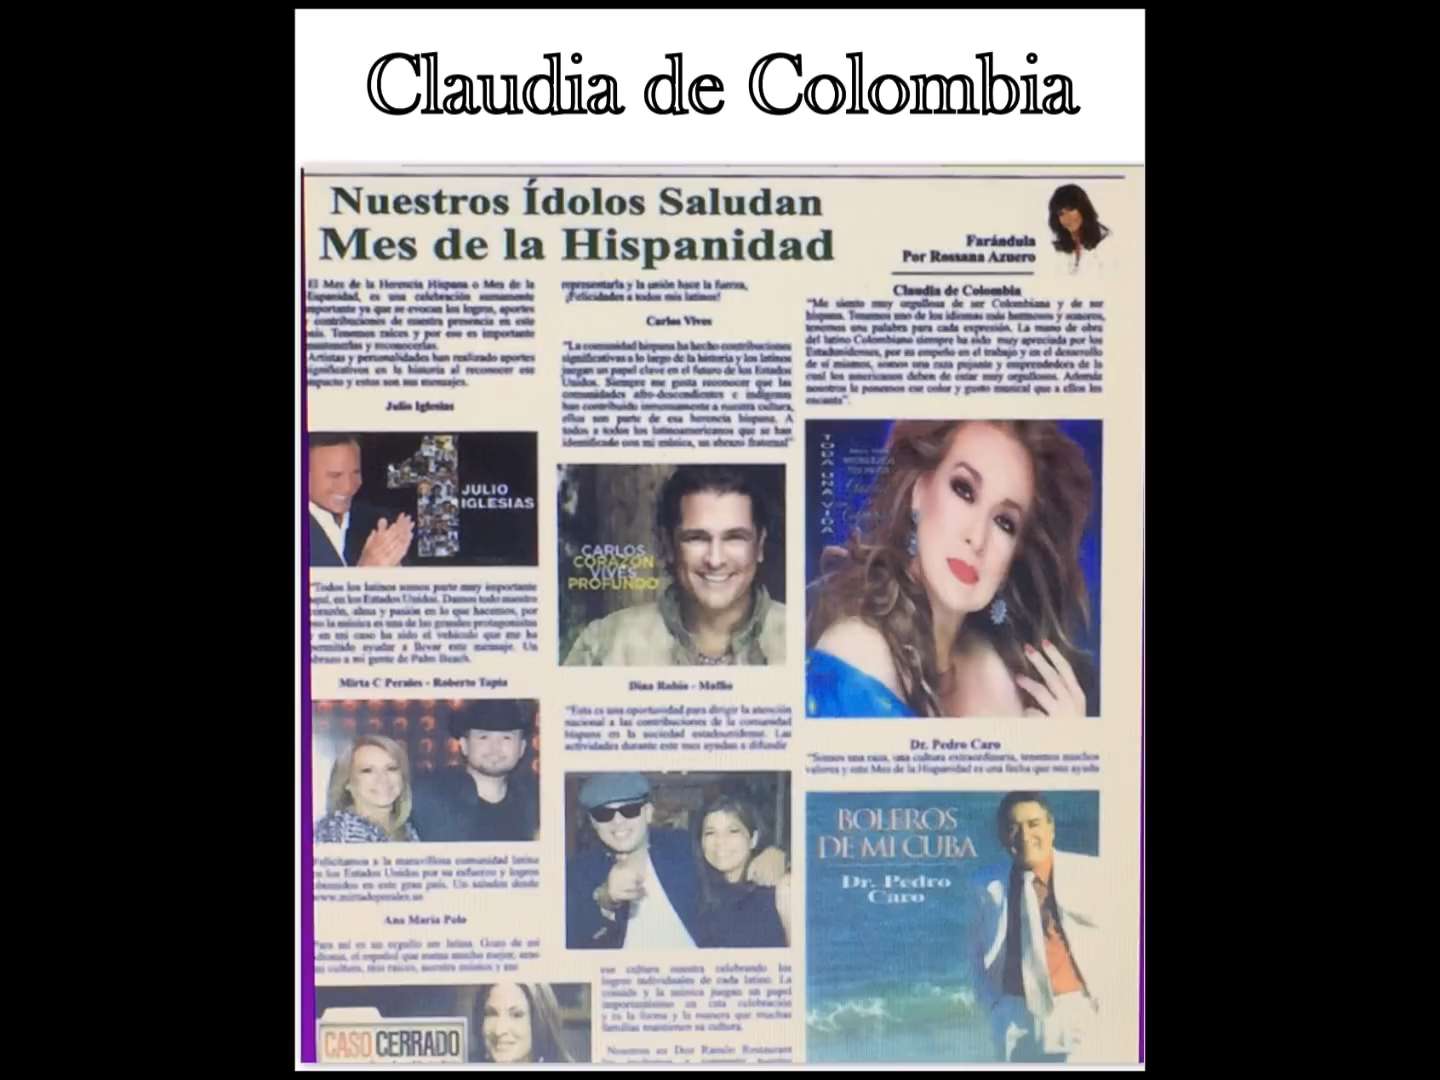 Claudia de Colombia
Nuestros Ídolos Saludan
Mes de la Hispanidad
Farándula
Por Rossana Azuero
El Mes de la Herencia Hispana o Mes de la
Hispanidad, es una celebración sumamente
importante ya que se evocan los logros, aportes
contribuciones de nuestra presencia en este
país. Tenemos raíces y por eso es importante
mantenerlas y reconocerlas.
Artistas y personalidades han realizado aportes
significativos en la historia al reconocer ese
impacto y estos son sus mensajes.
Julio Iglesias
1
JULIO
IGLESIAS
"Todos los latinos somos parte muy importante
aquí, en los Estados Unidos. Damos todo nuestro
corazón, alma y pasión en lo que hacemos, por
eso la música es una de las grandes protagonistas
y en mi caso ha sido el vehículo que me ha
permitido ayudar a llevar este mensaje. Un
abrazo a mi gente de Palm Beach.
Mirta C Perales - Roberto Tapia
Felicitamos a la maravillosa comunidad latina
en los Estados Unidos por su esfuerzo y logros
obtenidos en este gran país. Un saludos desde
www.mirtadeperales.us
Ana María Polo
Para mí es un orgullo ser latina. Gozo de mi
idioma, el español que suena mucho mejor, amo
mi cultura, mis raíces, nuestra música y me
CASO CERRADO
representarla y la unión hace la fuerza,
¡Felicidades a todos mis latinos!
Carlos Vives
"La comunidad hispana ha hecho contribuciones
significativas a lo largo de la historia y los latinos
juegan un papel clave en el futuro de los Estados
Unidos. Siempre me gusta reconocer que las
comunidades afro-descendientes e indígenas
han contribuido inmensamente a nuestra cultura,
ellos son parte de esa herencia hispana. A
todos a todos los latinoamericanos que se han
identificado con mi música, un abrazo fraternal"
CARLOS
CORAZÓN
VIVES
PROFUNDO
Dina Rubio - Maffio
"Esta es una oportunidad para dirigir la atención
nacional a las contribuciones de la comunidad
hispana en la sociedad estadounidense. Las
actividades durante este mes ayudan a difundir
ese cultura nuestra celebrando los
logros individuales de cada latino. La
comida y la música juegan un papel
importantísimo en esta celebración
y es la forma y la manera que muchas
familias mantienen su cultura.
Nosotros en Don Ramón Restaurant
Claudia de Colombia
"Me siento muy orgullosa de ser Colombiana y de ser
hispana. Tenemos uno de los idiomas más hermosos y sonoros,
tenemos una palabra para cada expresión. La mano de obra
del latino Colombiano siempre ha sido muy apreciada por los
Estadounidenses, por su empeño en el trabajo y en el desarrollo
de sí mismos, somos una raza pujante y emprendedora de la
cual los americanos deben de estar muy orgullosos. Además
nosotros le ponemos ese color y gusto musical que a ellos les
encanta".
TODA UNA VIDA
Dr. Pedro Caro
"Somos una raza, una cultura extraordinaria, tenemos muchos
valores y este Mes de la Hispanidad es una fecha que nos ayuda
BOLEROS
DE MI CUBA
Dr. Pedro
Caro